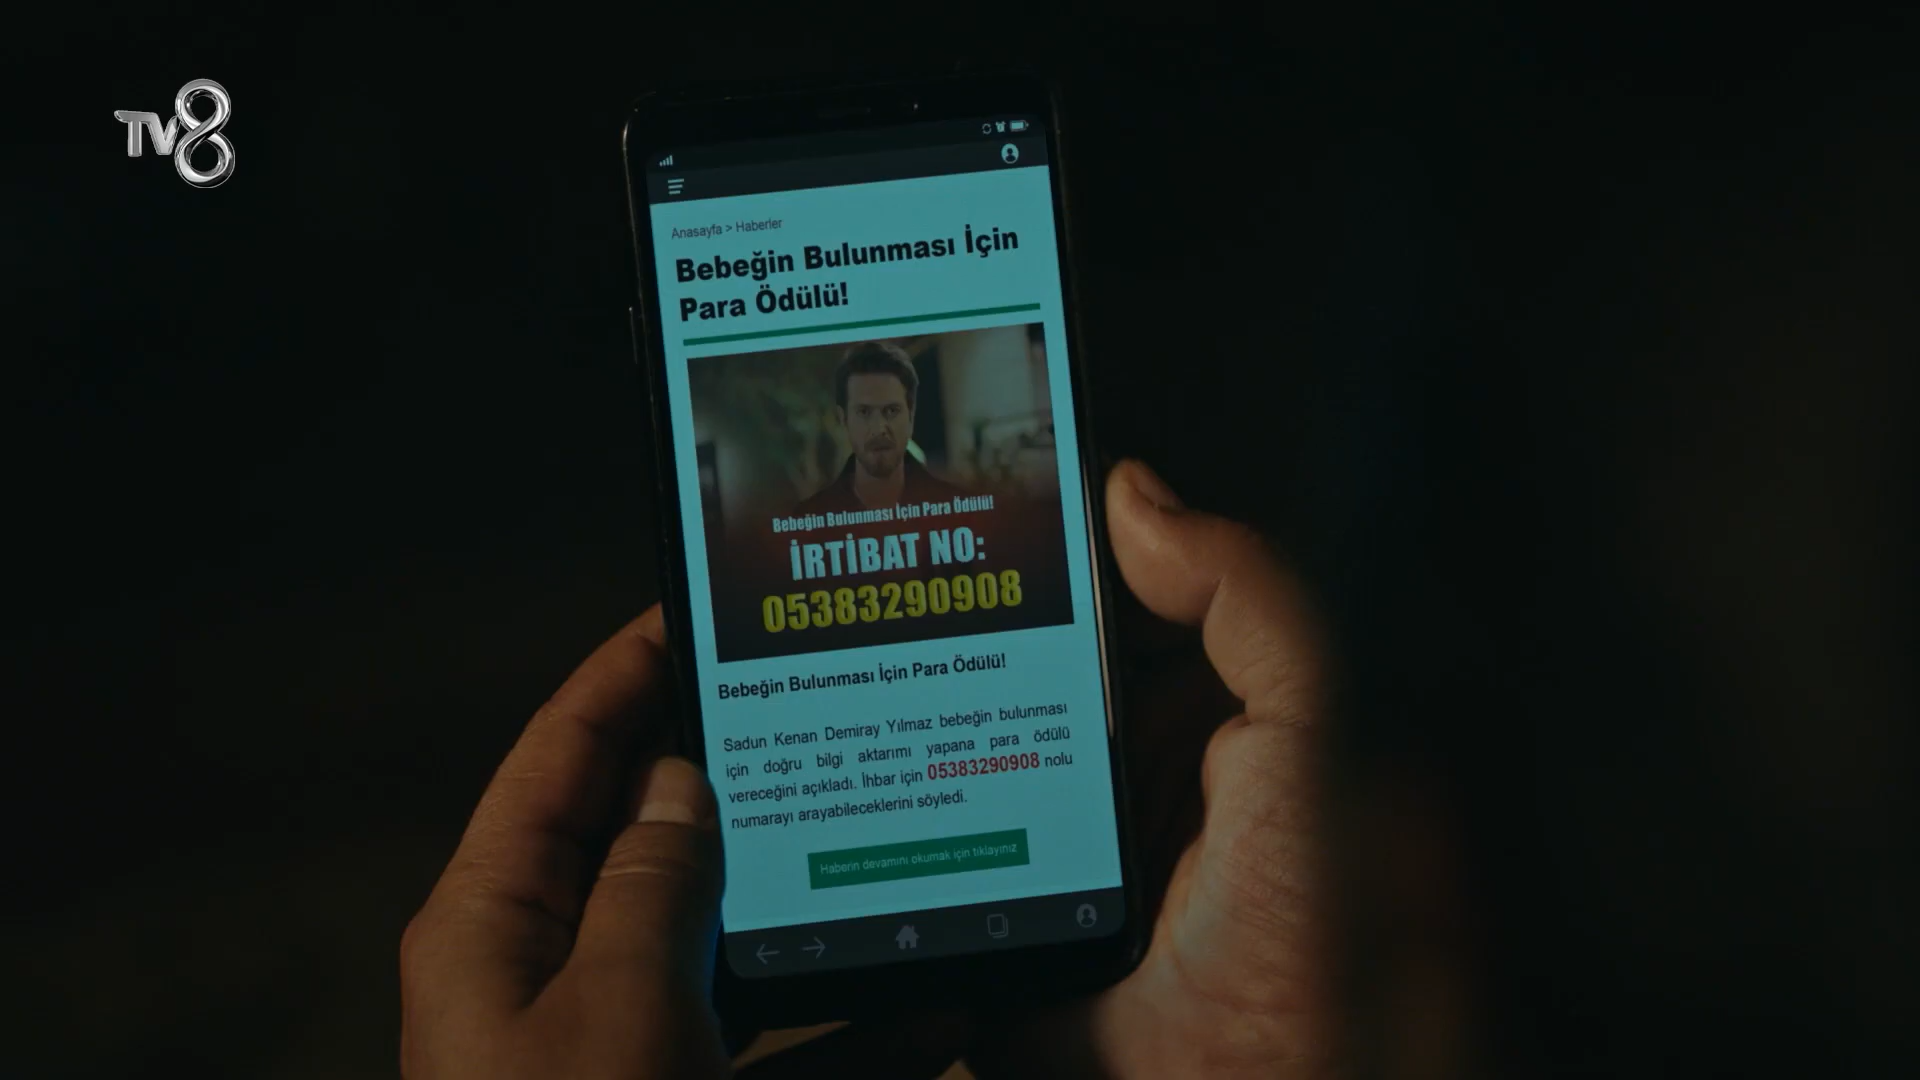 TV8
Anasayfa > Haberler
Bebeğin Bulunması İçin
Para Ödülü!
Bebeğin Bulunması İçin Para Ödülü!
İRTİBAT NO:
05383290908
Bebeğin Bulunması İçin Para Ödülü!
Sadun Kenan Demiray Yılmaz bebeğin bulunması
için doğru bilgi aktarımı yapana para ödülü
vereceğini açıkladı. İhbar için 05383290908 nolu
numarayı arayabileceklerini söyledi.
Haberin devamını okumak için tıklayınız